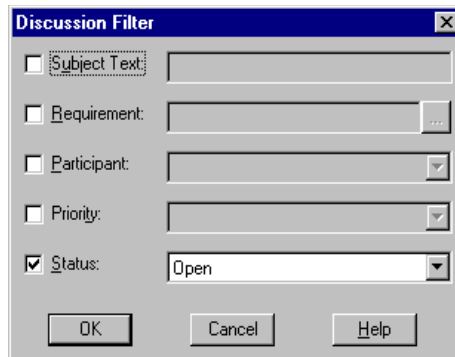 Discussion Filter
Subject Text:
Requirement:
...
Participant:
Priority:
Status:
Open
OK Cancel Help